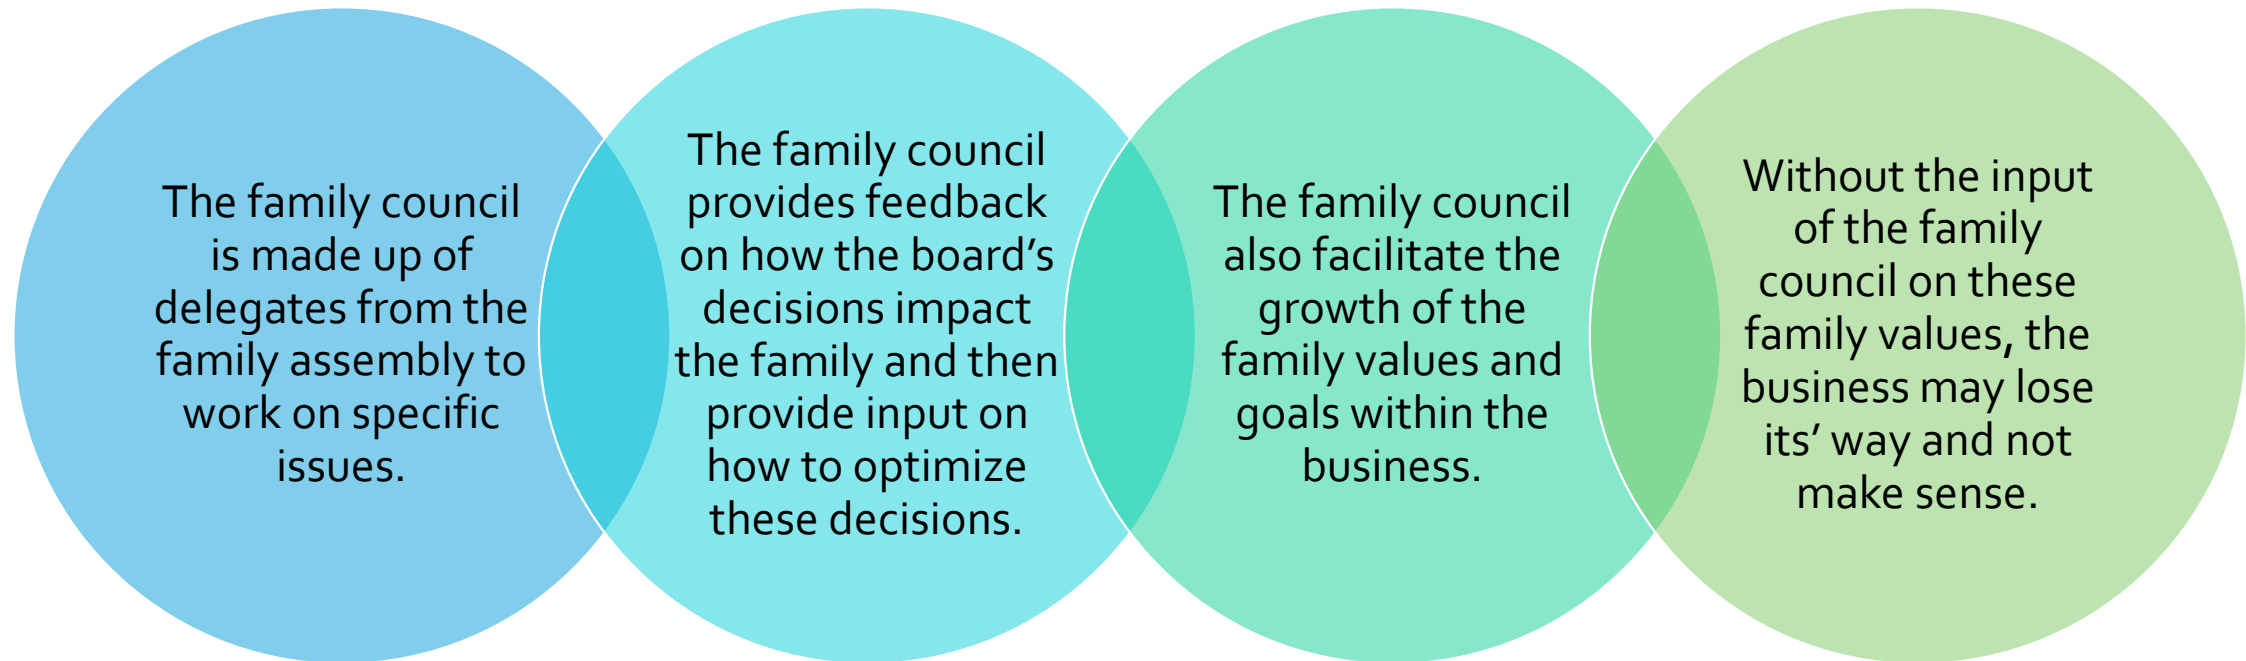 The family council
is made up of
delegates from the
family assembly to
work on specific
issues.
The family council
provides feedback
on how the board’s
decisions impact
the family and then
provide input on
how to optimize
these decisions.
The family council
also facilitate the
growth of the
family values and
goals within the
business.
Without the input
of the family
council on these
family values, the
business may lose
its’ way and not
make sense.